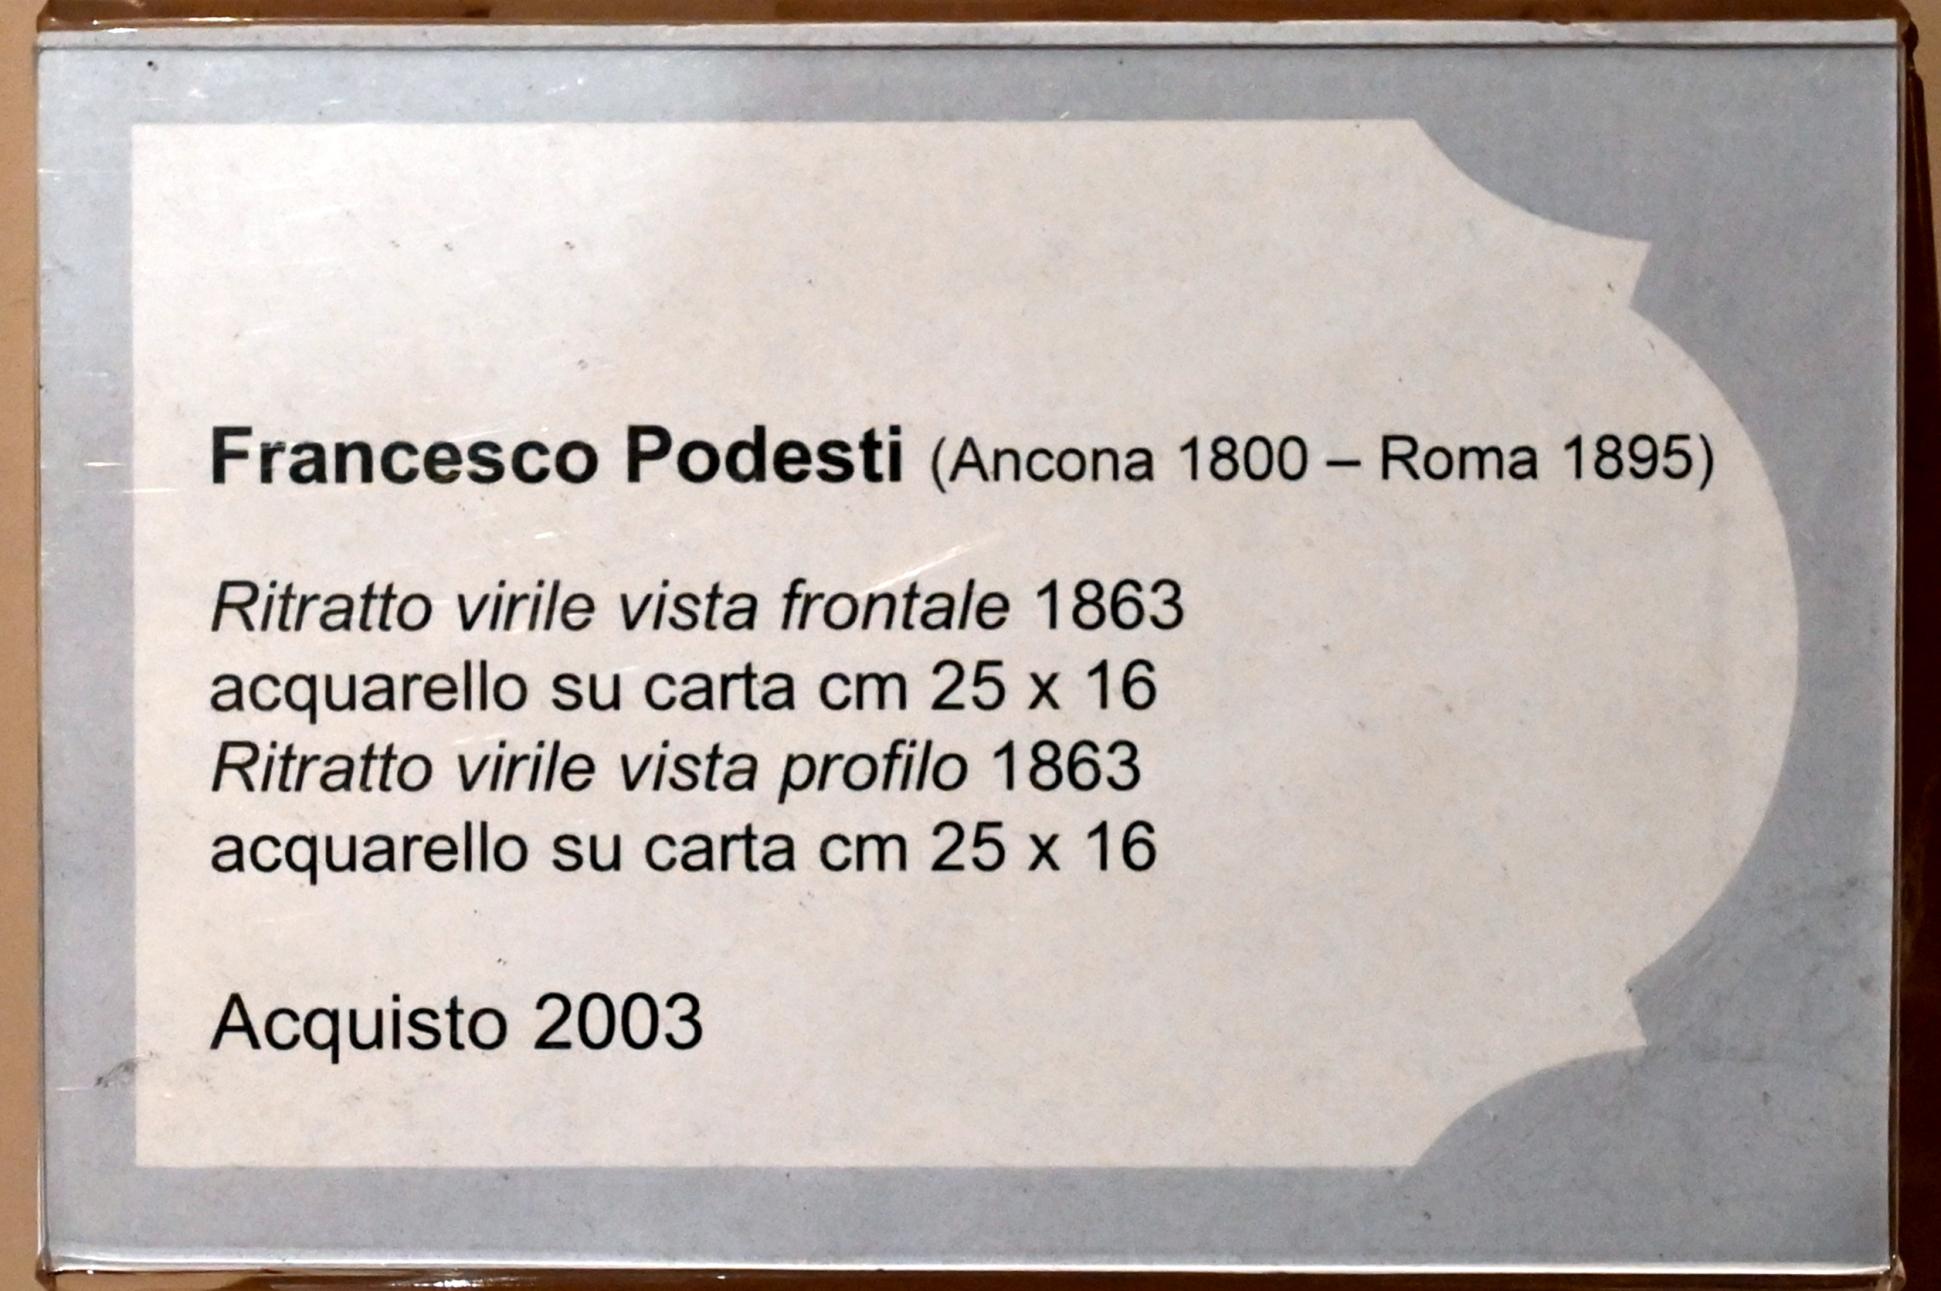 Francesco Podesti (Ancona 1800 – Roma 1895)
Ritratto virile vista frontale 1863
acquarello su carta cm 25 x 16
Ritratto virile vista profilo 1863
acquarello su carta cm 25 x 16
Acquisto 2003